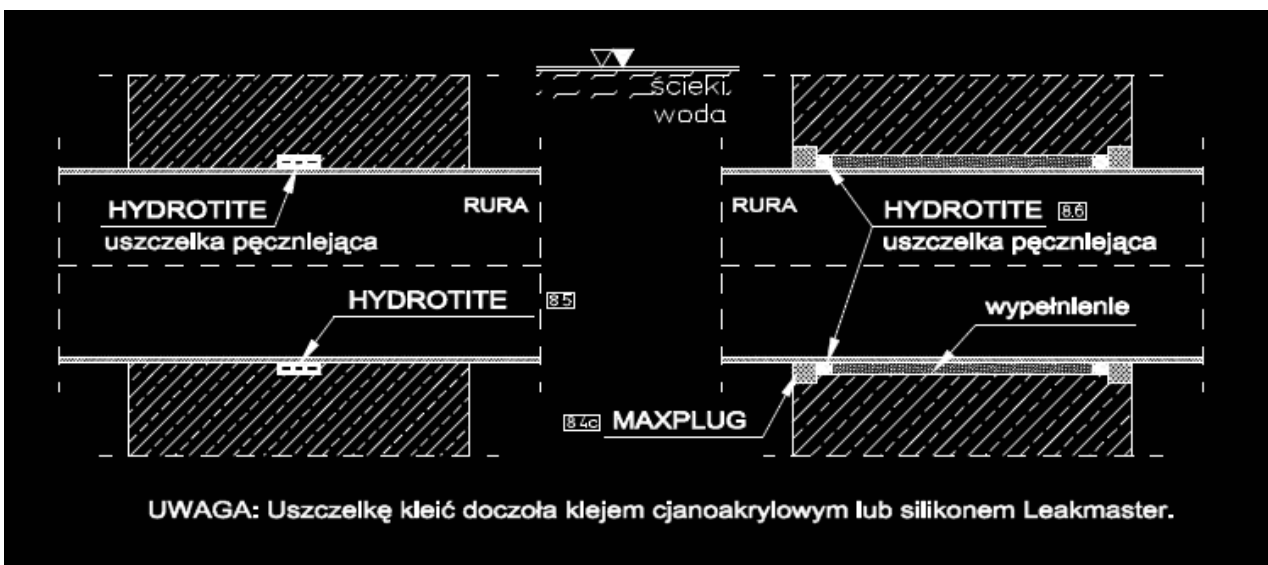 ścieki
woda
HYDROTITE
uszczelka pęczniejąca
RURA
HYDROTITE 8.5
RURA
HYDROTITE 8.6
uszczelka pęczniejąca
wypełnienie
8.4c MAXPLUG
UWAGA: Uszczelkę kleić doczoła klejem cjanoakrylowym lub silikonem Leakmaster.